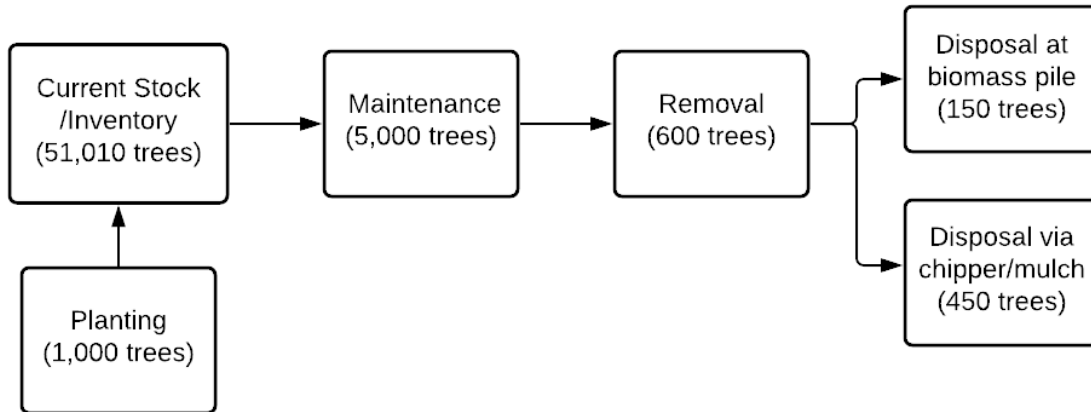 Current Stock
/Inventory
(51,010 trees)
Maintenance
(5,000 trees)
Removal
(600 trees)
Disposal at
biomass pile
(150 trees)
Disposal via
chipper/mulch
(450 trees)
Planting
(1,000 trees)